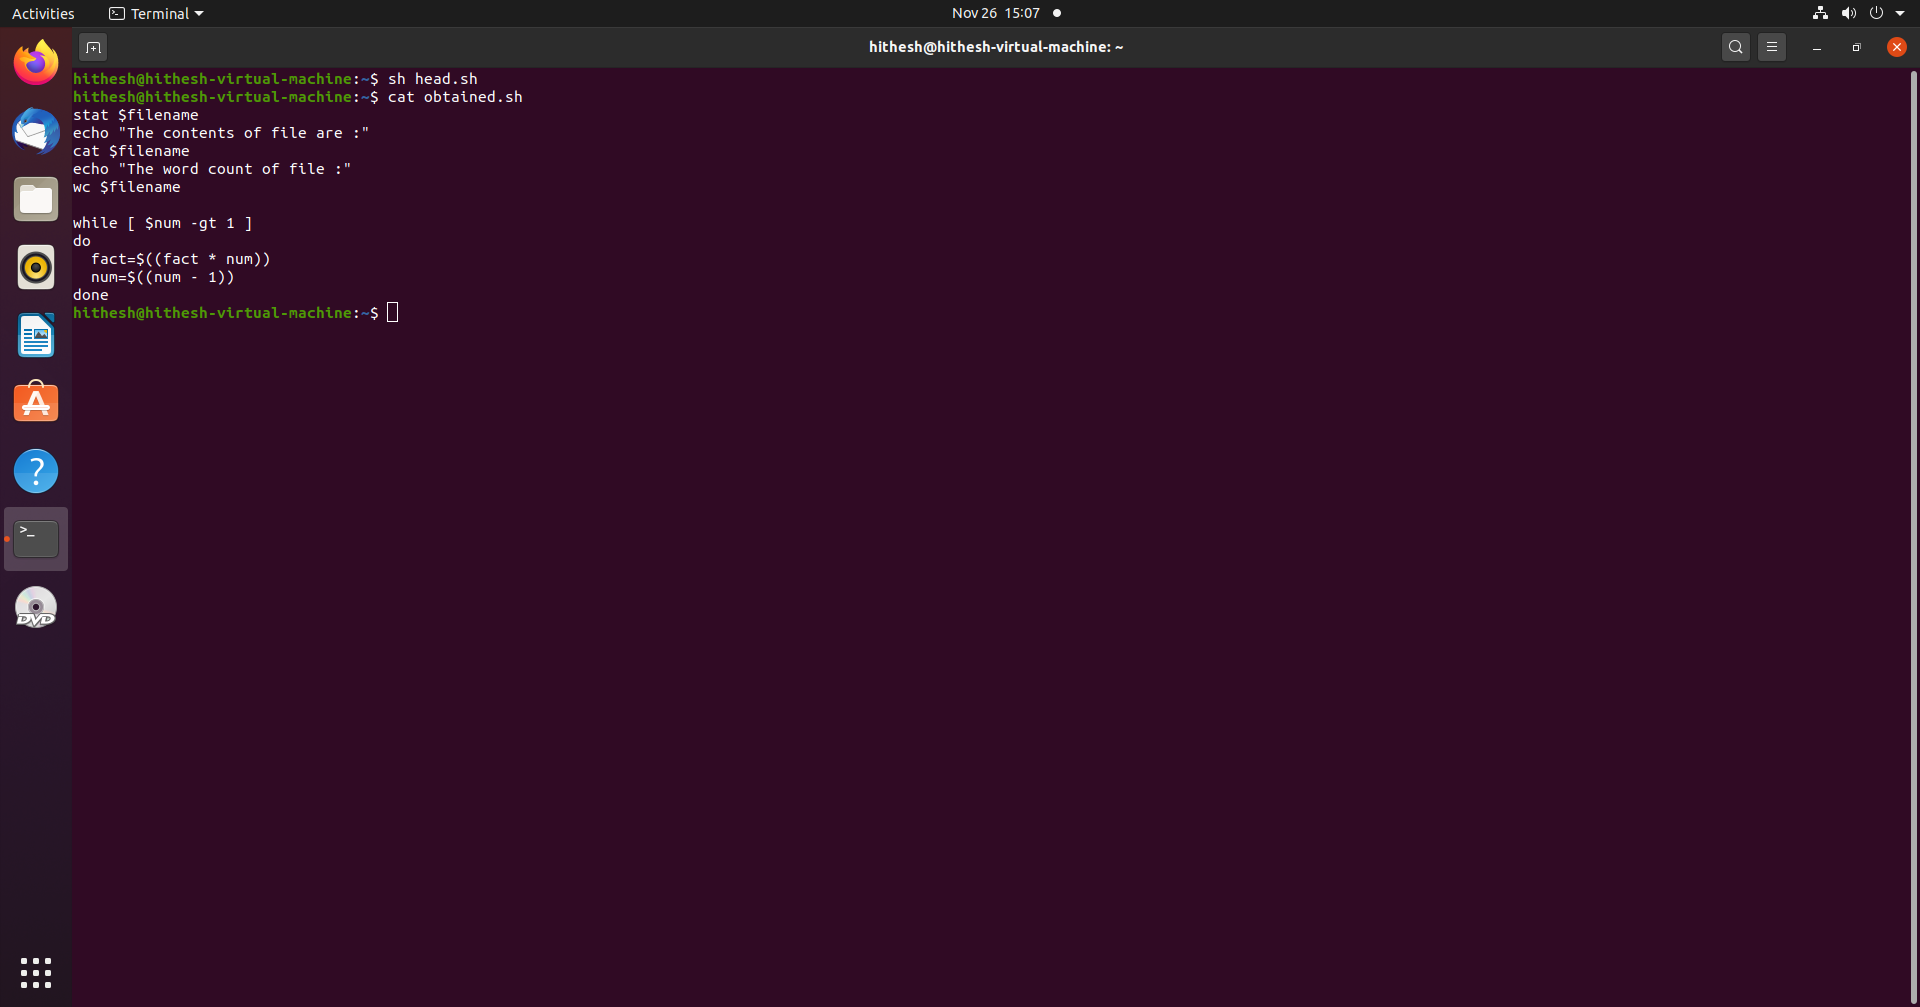 Activities
Terminal
Nov 26 15:07
hithesh@hithesh-virtual-machine: ~
hithesh@hithesh-virtual-machine:~$ sh head.sh
hithesh@hithesh-virtual-machine:~$ cat obtained.sh
stat $filename
echo "The contents of file are :"
cat $filename
echo "The word count of file :"
wc $filename

while [ $num -gt 1 ]
do
  fact=$((fact * num))
  num=$((num - 1))
done
hithesh@hithesh-virtual-machine:~$
?
>_
DVD